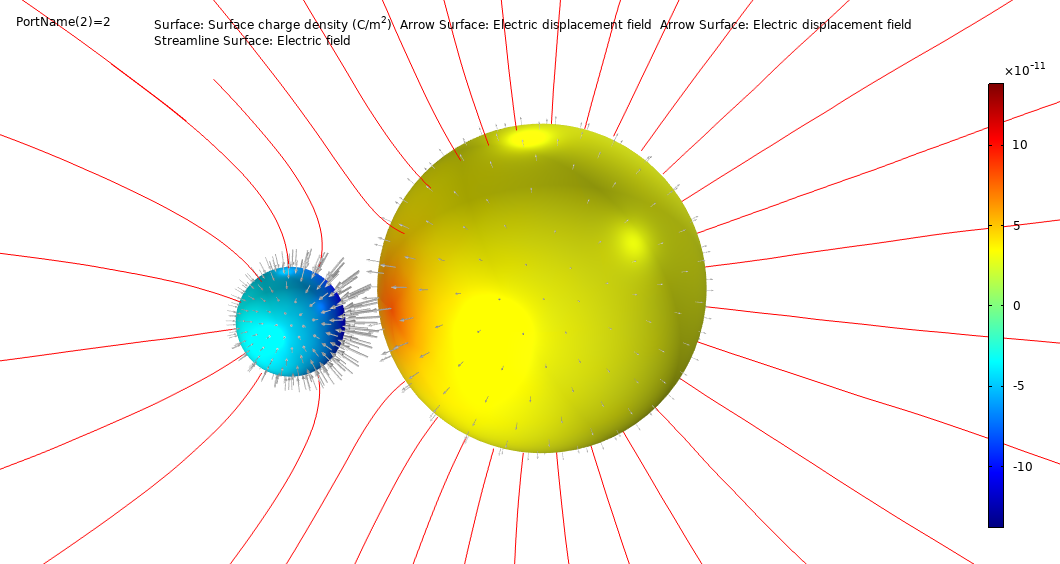 PortName(2)=2
Surface: Surface charge density (C/m²) Arrow Surface: Electric displacement field Arrow Surface: Electric displacement field
Streamline Surface: Electric field
×10⁻¹¹
10
5
0
-5
-10